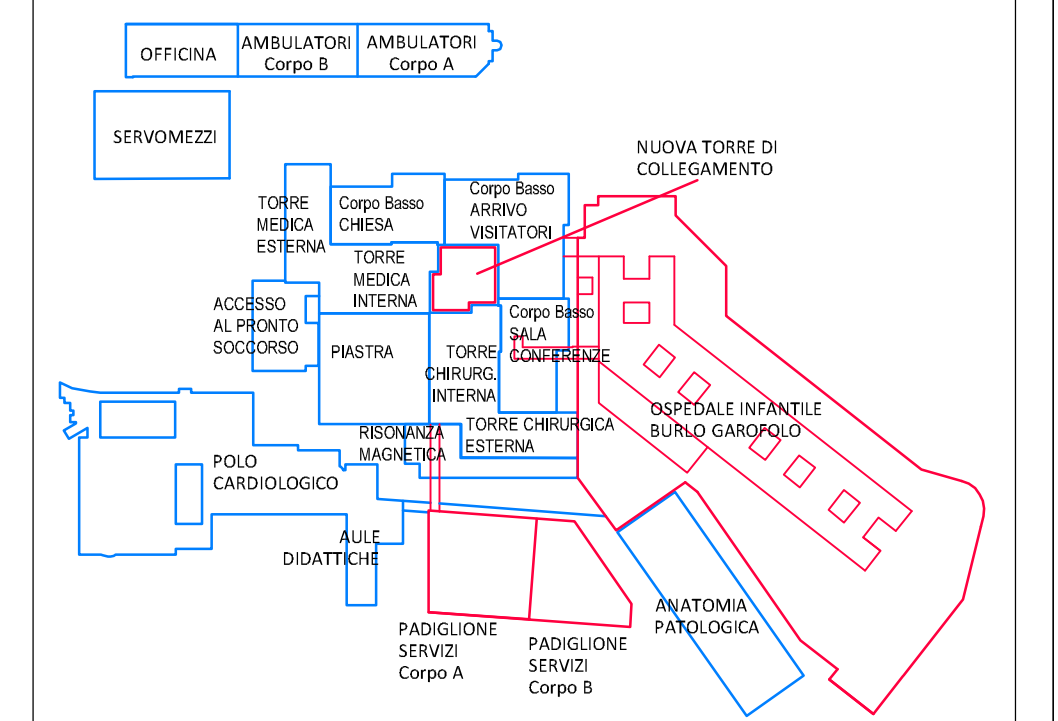 OFFICINA
AMBULATORI
Corpo B
AMBULATORI
Corpo A
SERVOMEZZI
NUOVA TORRE DI
COLLEGAMENTO
TORRE
MEDICA
ESTERNA
Corpo Basso
CHIESA
Corpo Basso
ARRIVO
VISITATORI
TORRE
MEDICA
INTERNA
ACCESSO
AL PRONTO
SOCCORSO
PIASTRA
Corpo Basso
SALA
CONFERENZE
TORRE
CHIRURG.
INTERNA
OSPEDALE INFANTILE
BURLO GAROFOLO
RISONANZA
MAGNETICA
TORRE CHIRURGICA
ESTERNA
POLO
CARDIOLOGICO
AULE
DIDATTICHE
ANATOMIA
PATOLOGICA
PADIGLIONE
SERVIZI
Corpo A
PADIGLIONE
SERVIZI
Corpo B